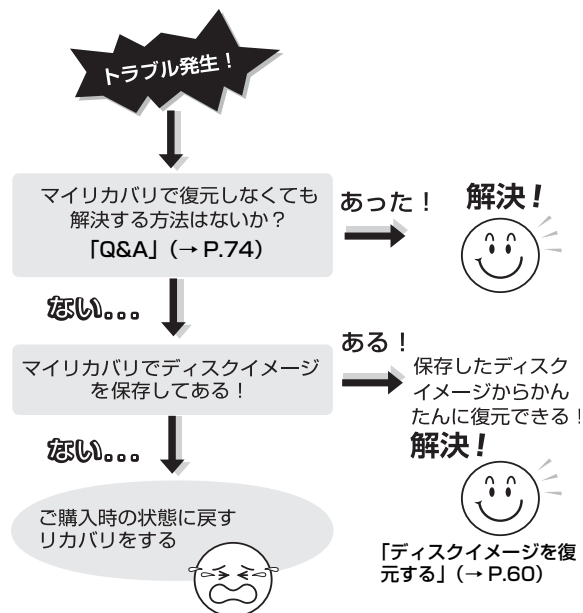 トラブル発生！
マイリカバリで復元しなくても
解決する方法はないか？
「Q&A」（→ P.74）
あった！
解決！
ない...
マイリカバリでディスクイメージ
を保存してある！
ある！
保存したディスク
イメージからかん
たんに復元できる！
解決！
「ディスクイメージを復
元する」（→ P.60）
ない...
ご購入時の状態に戻す
リカバリをする